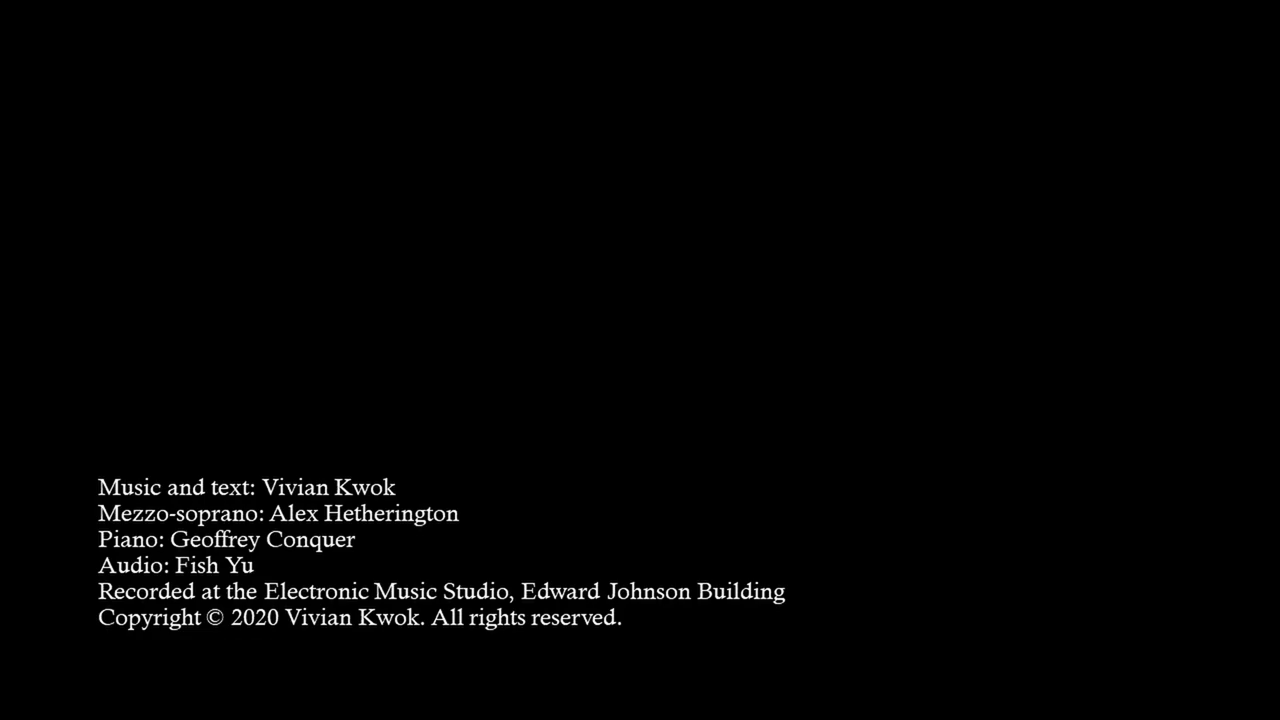 Music and text: Vivian Kwok
Mezzo-soprano: Alex Hetherington
Piano: Geoffrey Conquer
Audio: Fish Yu
Recorded at the Electronic Music Studio, Edward Johnson Building
Copyright © 2020 Vivian Kwok. All rights reserved.